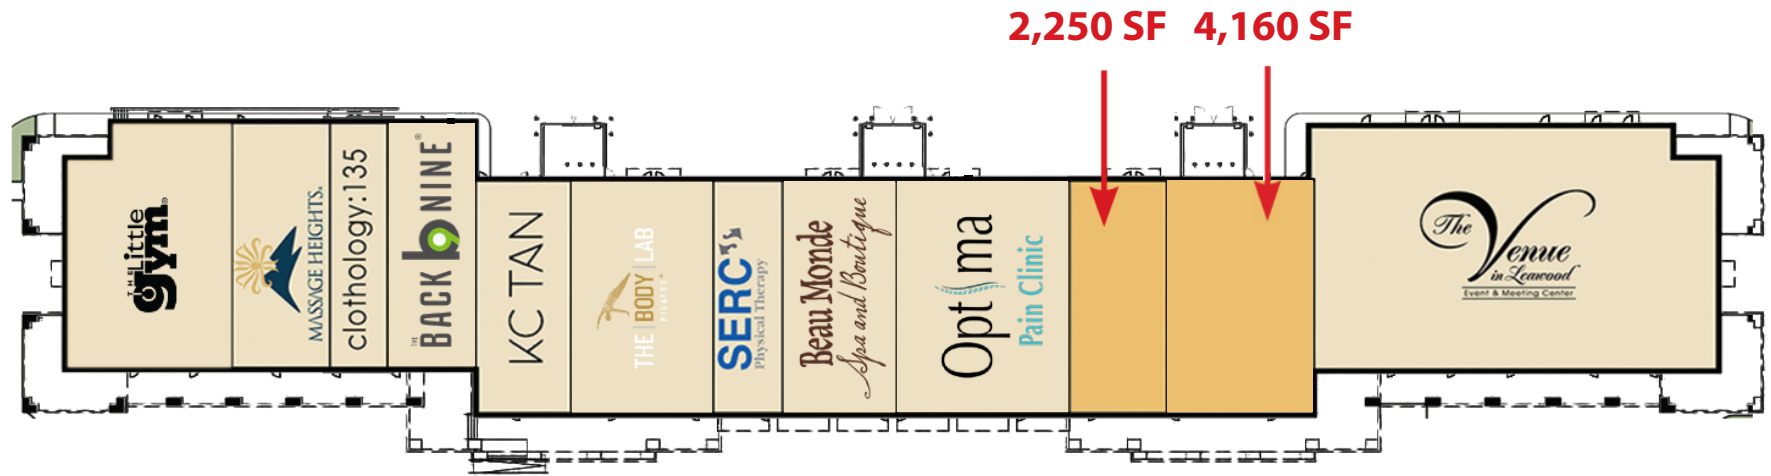 2,250 SF 4,160 SF
THE Little
gym®
MASSAGE HEIGHTS.
clothology:135
THE BACK b9 NINE®
KC TAN
THE | BODY | LAB
PILATES
SERC
Physical Therapy
Beau Monde
Spa and Boutique
Optima
Pain Clinic
The Venue
in Leawood
Event & Meeting Center